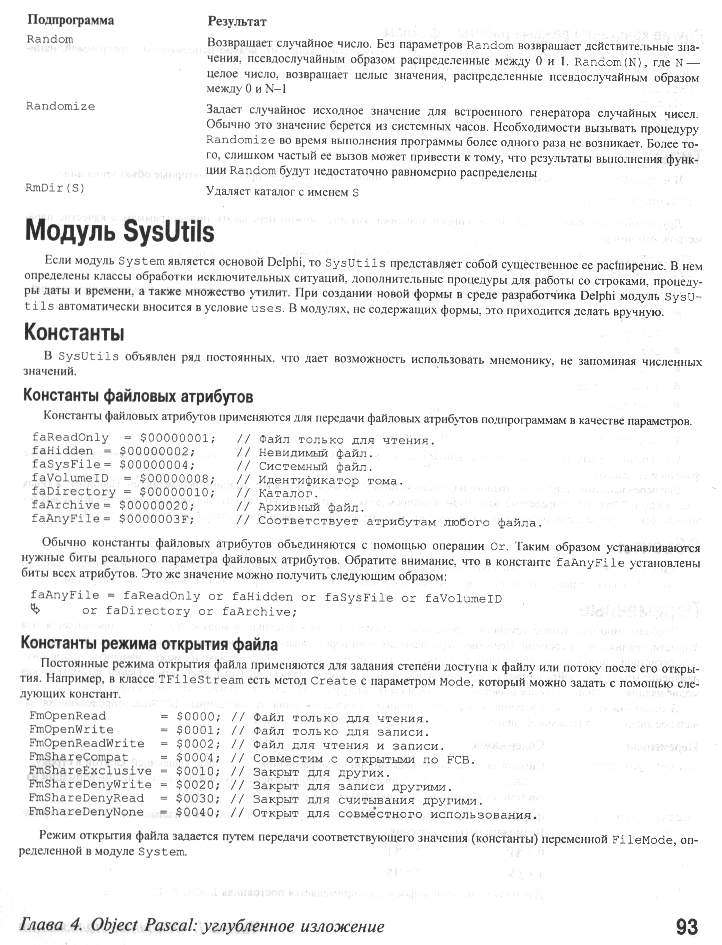 Подпрограмма Результат
Random Возвращает случайное число. Без параметров Random возвращает действительные зна-
чения, псевдослучайным образом распределенные между 0 и 1. Random(N), где N —
целое число, возвращает целые значения, распределенные псевдослучайным образом
между 0 и N–1
Randomize Задает случайное исходное значение для встроенного генератора случайных чисел.
Обычно это значение берется из системных часов. Необходимости вызывать процедуру
Randomize во время выполнения программы более одного раза не возникает. Более то-
го, слишком частый ее вызов может привести к тому, что результаты выполнения функ-
ции Random будут недостаточно равномерно распределены
RmDir(S) Удаляет каталог с именем S
Модуль SysUtils
Если модуль System является основой Delphi, то SysUtils представляет собой существенное ее расширение. В нем
определены классы обработки исключительных ситуаций, дополнительные процедуры для работы со строками, процеду-
ры даты и времени, а также множество утилит. При создании новой формы в среде разработчика Delphi модуль SysU-
tils автоматически вносится в условие uses. В модулях, не содержащих формы, это приходится делать вручную.
Константы
В SysUtils объявлен ряд постоянных, что дает возможность использовать мнемонику, не запоминая численных
значений.
Константы файловых атрибутов
Константы файловых атрибутов применяются для передачи файловых атрибутов подпрограммам в качестве параметров.
faReadOnly = $00000001; // Файл только для чтения.
faHidden = $00000002; // Невидимый файл.
faSysFile = $00000004; // Системный файл.
faVolumeID = $00000008; // Идентификатор тома.
faDirectory = $00000010; // Каталог.
faArchive = $00000020; // Архивный файл.
faAnyFile = $0000003F; // Соответствует атрибутам любого файла.
Обычно константы файловых атрибутов объединяются с помощью операции Or. Таким образом устанавливаются
нужные биты реального параметра файловых атрибутов. Обратите внимание, что в константе faAnyFile установлены
биты всех атрибутов. Это же значение можно получить следующим образом:
faAnyFile = faReadOnly or faHidden or faSysFile or faVolumeID
or faDirectory or faArchive;
Константы режима открытия файла
Постоянные режима открытия файла применяются для задания степени доступа к файлу или потоку после его откры-
тия. Например, в классе TFileStream есть метод Create с параметром Mode, который можно задать с помощью сле-
дующих констант.
FmOpenRead = $0000; // Файл только для чтения.
FmOpenWrite = $0001; // Файл только для записи.
FmOpenReadWrite = $0002; // Файл для чтения и записи.
FmShareCompat = $0004; // Совместим с открытыми по FCB.
FmShareExclusive = $0010; // Закрыт для других.
FmShareDenyWrite = $0020; // Закрыт для записи другими.
FmShareDenyRead = $0030; // Закрыт для считывания другими.
FmShareDenyNone = $0040; // Открыт для совместного использования.
Режим открытия файла задается путем передачи соответствующего значения (константы) переменной FileMode, оп-
ределенной в модуле System.
Глава 4. Object Pascal: углубленное изложение 93